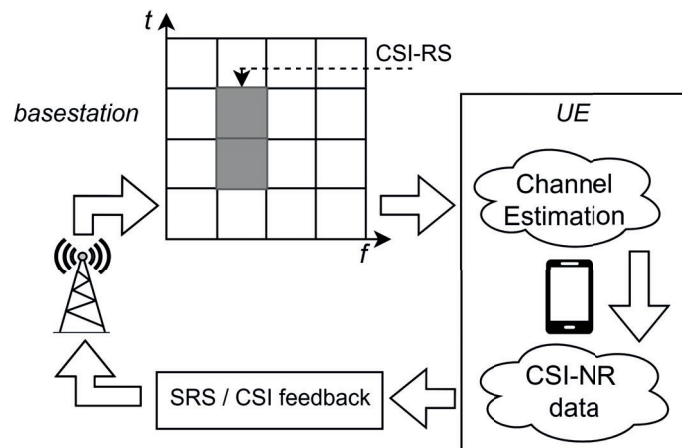 t
CSI-RS
basestation
UE
Channel
Estimation
f
CSI-NR
data
SRS / CSI feedback